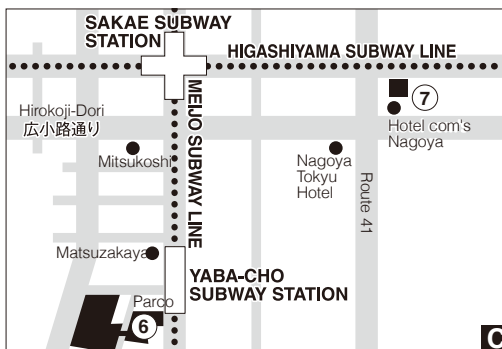 SAKAE SUBWAY
STATION
HIGASHIYAMA SUBWAY LINE
7
Hirokoji-Dori
広小路通り
Hotel com's
Nagoya
MEIJO SUBWAY LINE
Mitsukoshi
Nagoya
Tokyu
Hotel
Route 41
Matsuzakaya
YABA-CHO
SUBWAY STATION
Parco
6
C